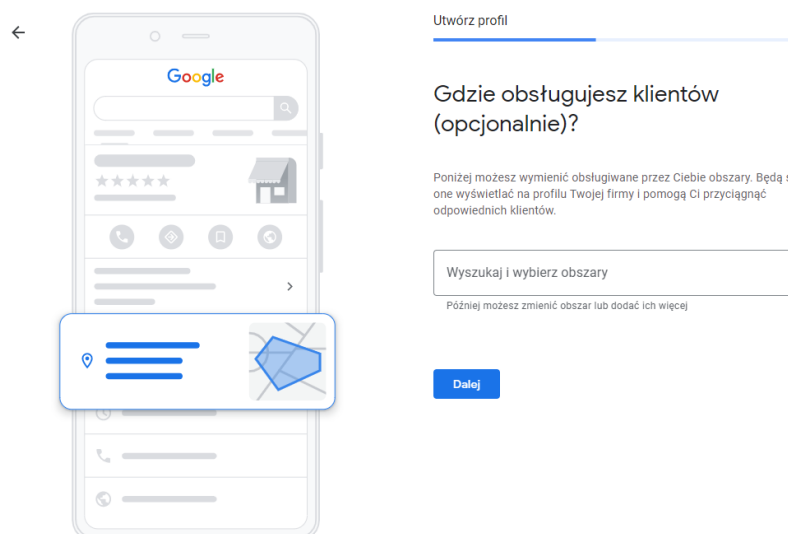 Google
Utwórz profil
Gdzie obsługujesz klientów
(opcjonalnie)?
Poniżej możesz wymienić obsługiwane przez Ciebie obszary. Będą
one wyświetlać na profilu Twojej firmy i pomogą Ci przyciągnąć
odpowiednich klientów.
Wyszukaj i wybierz obszary
Później możesz zmienić obszar lub dodać ich więcej
Dalej